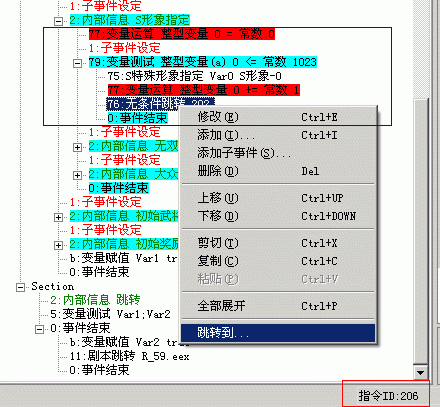 1:子事件设定
2:内部信息 S形象指定
77:变量运算 整型变量 0 = 常数 0
1:子事件设定
79:变量测试 整型变量(a) 0 <= 常数 1023
75:S特殊形象指定 Var0 S形象-0
77:变量运算 整型变量 0 += 常数 1
76:无条件跳转 202
0:事件结束
1:子事件设定
2:内部信息 无双
1:子事件设定
2:内部信息 大众
0:事件结束
1:子事件设定
2:内部信息 初始武将
1:子事件设定
2:内部信息 初始奖励
b:变量赋值 Var1 tr
0:事件结束
Section
2:内部信息 跳转
5:变量测试 Var1;Var2
0:事件结束
b:变量赋值 Var2 tr
11:剧本跳转 R_59.eex
0:事件结束
修改(E) Ctrl+E
添加(I)... Ctrl+I
添加子事件(S)...
删除(D) Del
上移(U) Ctrl+UP
下移(D) Ctrl+DOWN
剪切(T) Ctrl+X
复制(C) Ctrl+C
粘贴(P) Ctrl+V
全部展开 Ctrl+P
跳转到...
指令ID:206